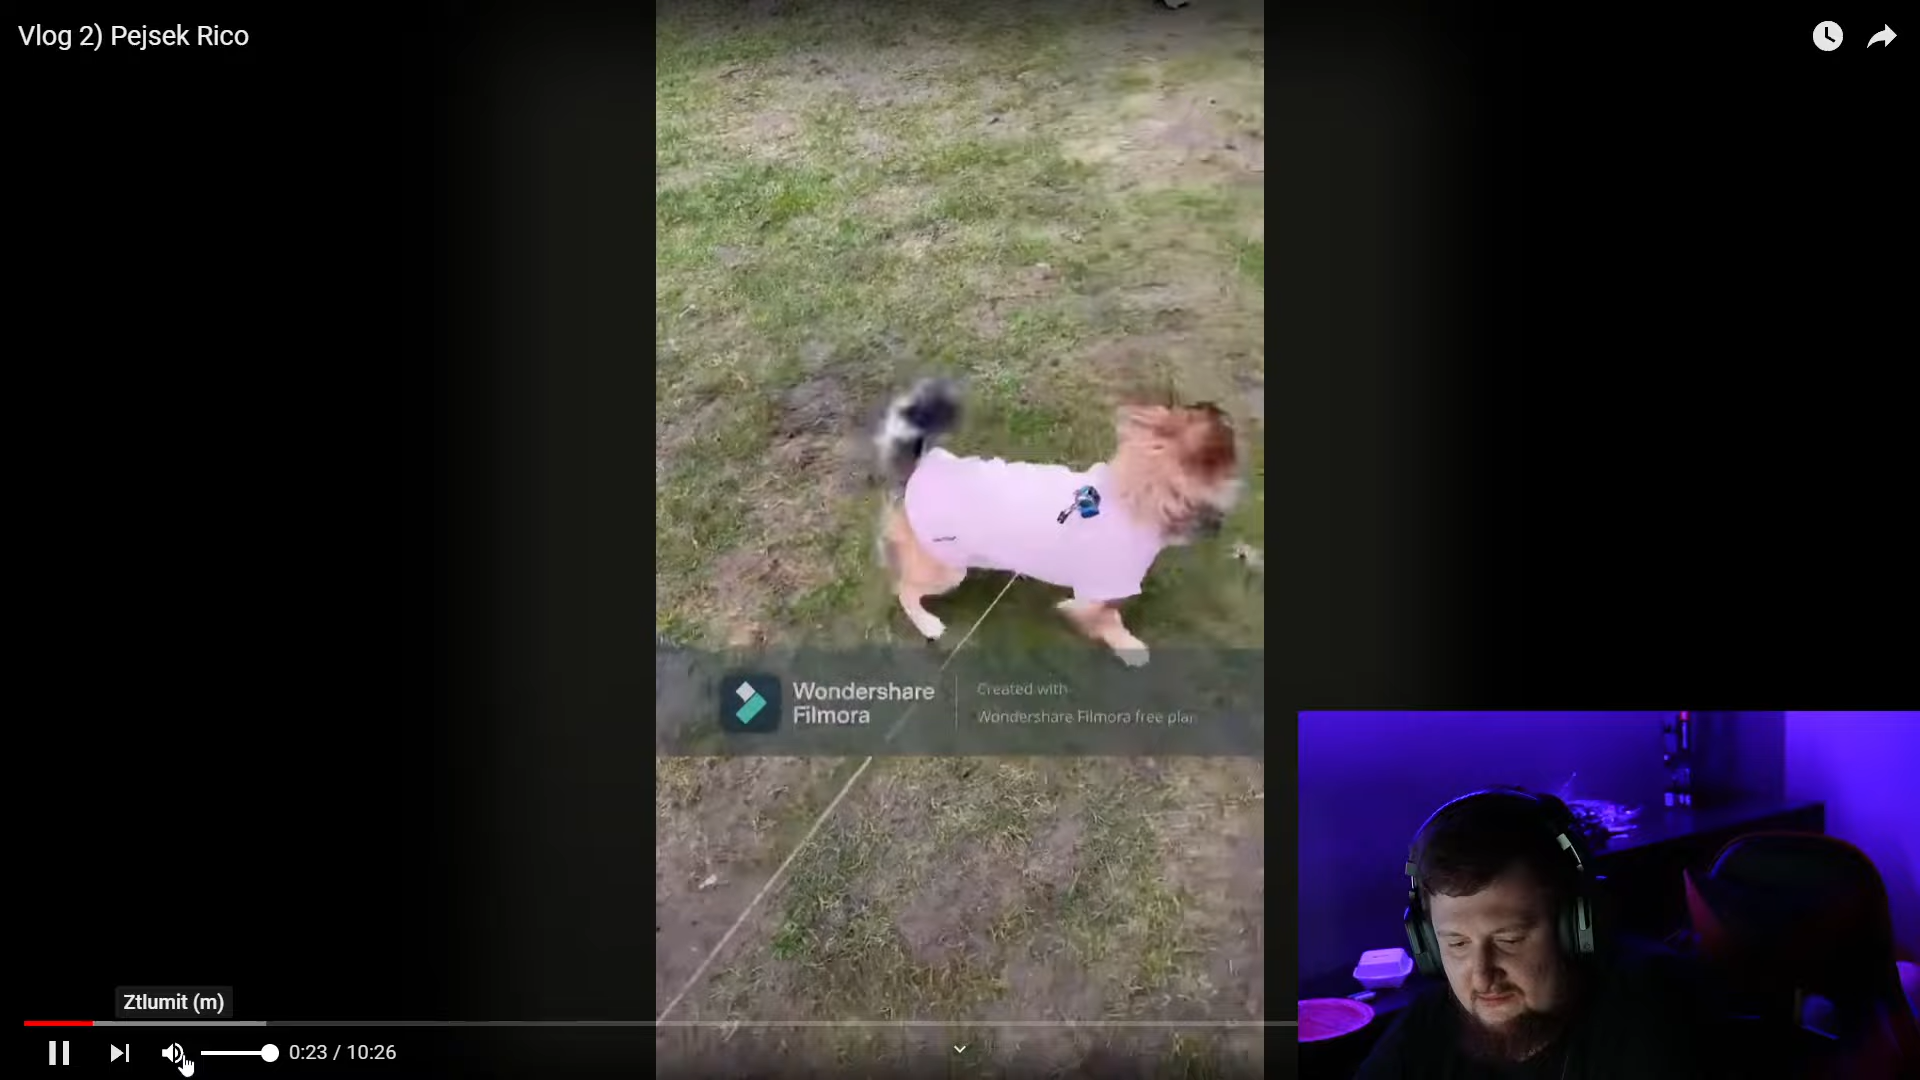 Vlog 2) Pejsek Rico
Wondershare
Filmora
Created with
Wondershare Filmora free plan
Ztlumit (m)
0:23 / 10:26